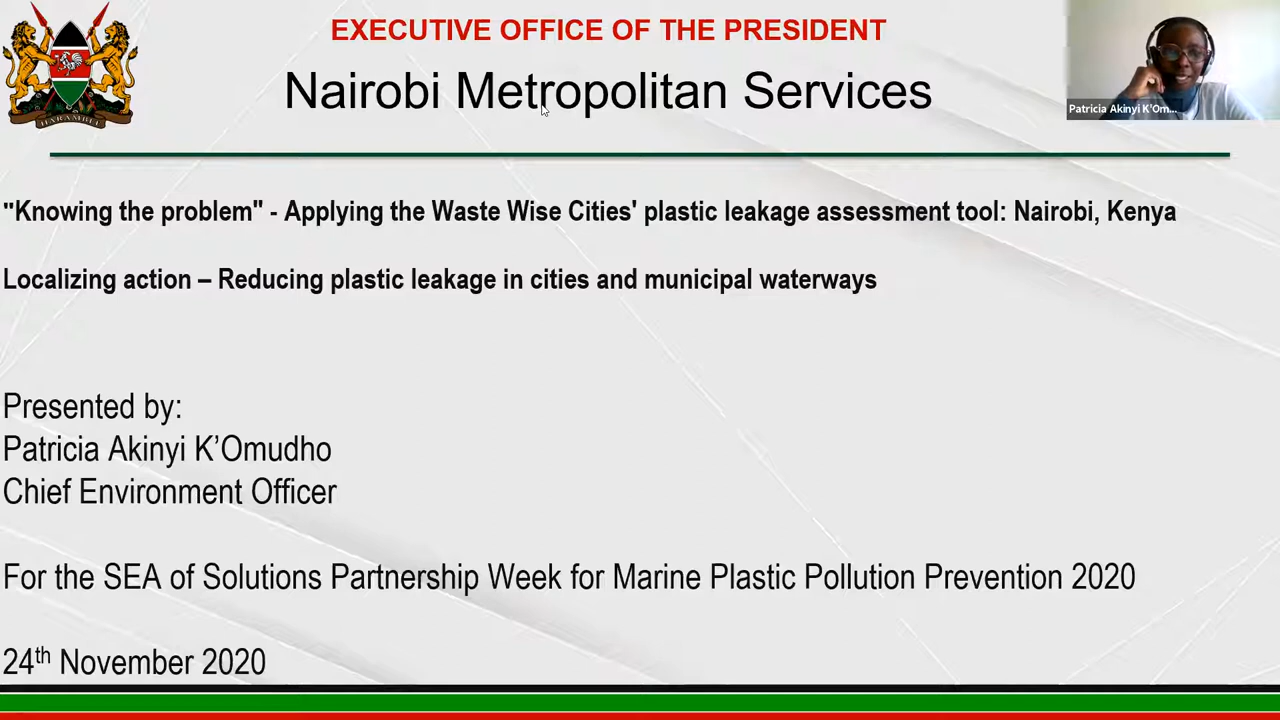 EXECUTIVE OFFICE OF THE PRESIDENT
Nairobi Metropolitan Services
HARAMBEE
Patricia Akinyi K'Om...
"Knowing the problem" - Applying the Waste Wise Cities' plastic leakage assessment tool: Nairobi, Kenya
Localizing action – Reducing plastic leakage in cities and municipal waterways
Presented by:
Patricia Akinyi K’Omudho
Chief Environment Officer
For the SEA of Solutions Partnership Week for Marine Plastic Pollution Prevention 2020
24th November 2020